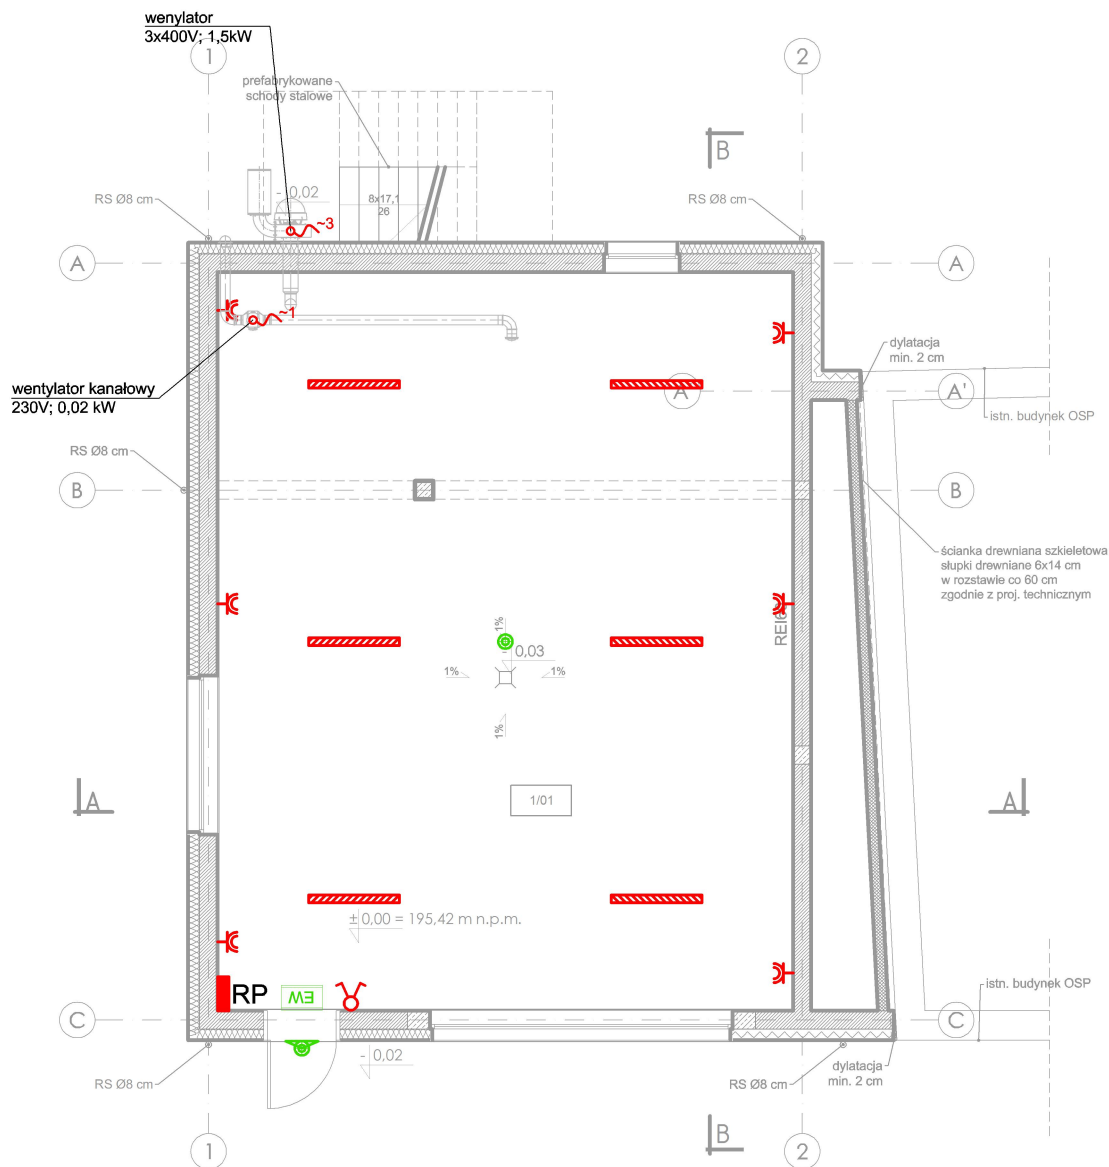 wenylator
3x400V; 1,5kW
1
2
prefabrykowane
schody stalowe
B
RS Ø8 cm
- 0,02
8x17,1
26
~3
RS Ø8 cm
A
A
~1
dylatacja
min. 2 cm
wentylator kanałowy
230V; 0,02 kW
A'
A'
istn. budynek OSP
RS Ø8 cm
B
B
ścianka drewniana szkieletowa
słupki drewniane 6x14 cm
w rozstawie co 60 cm
zgodnie z proj. technicznym
1%
REI6
- 0,03
1%
1%
1%
A
1/01
A
± 0,00 = 195,42 m n.p.m.
RP
EW
istn. budynek OSP
C
C
- 0,02
RS Ø8 cm
RS Ø8 cm
dylatacja
min. 2 cm
B
1
2